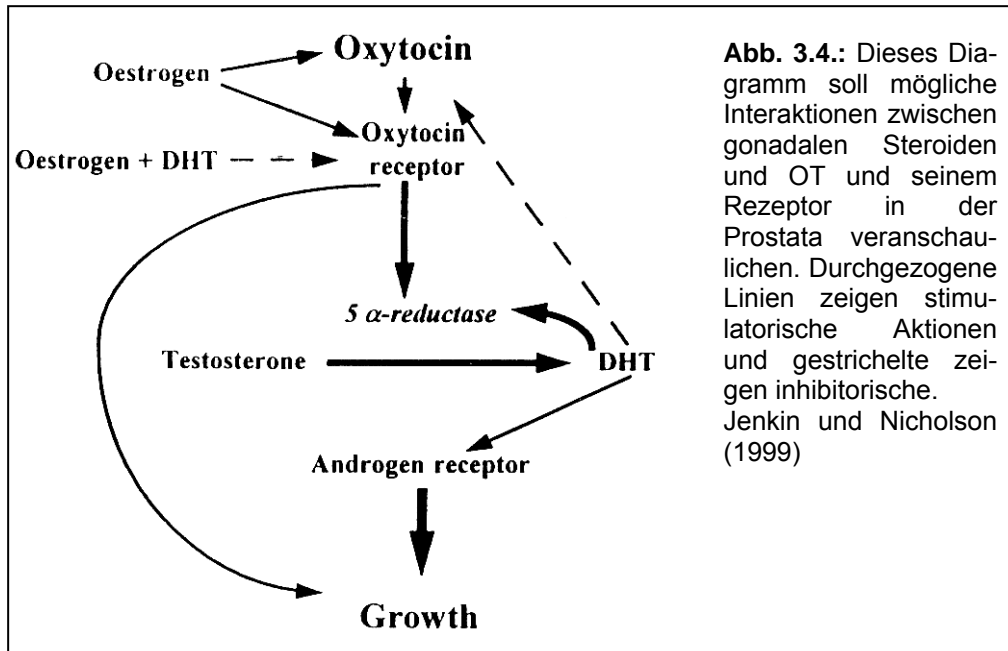 Oxytocin
Oestrogen
Oxytocin
receptor
Oestrogen + DHT
5 α-reductase
Testosterone
DHT
Androgen receptor
Growth
Abb. 3.4.: Dieses Dia-
gramm soll mögliche
Interaktionen zwischen
gonadalen Steroiden
und OT und seinem
Rezeptor in der
Prostata veranschau-
lichen. Durchgezogene
Linien zeigen stimu-
latorische Aktionen
und gestrichelte zei-
gen inhibitorische.
Jenkin und Nicholson
(1999)